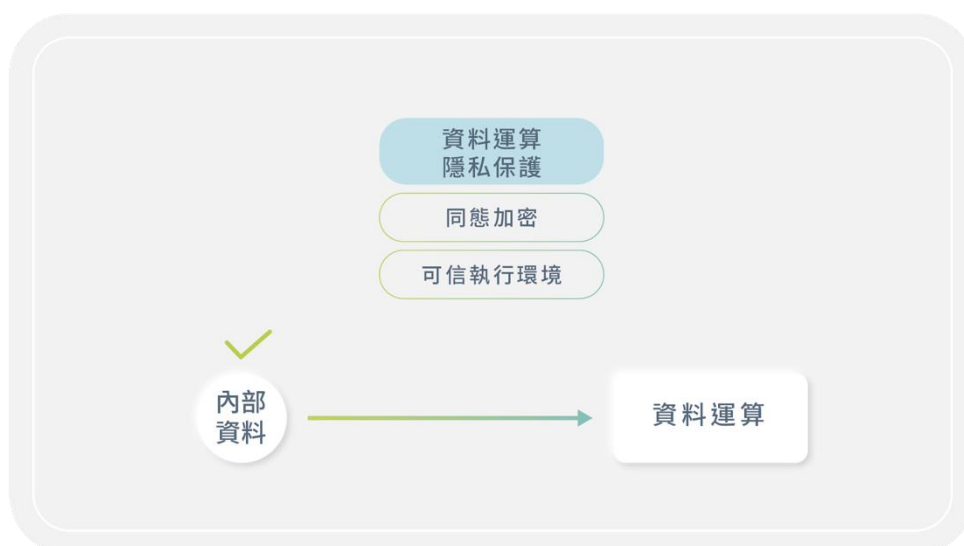 資料運算
隱私保護
同態加密
可信執行環境
內部
資料
資料運算